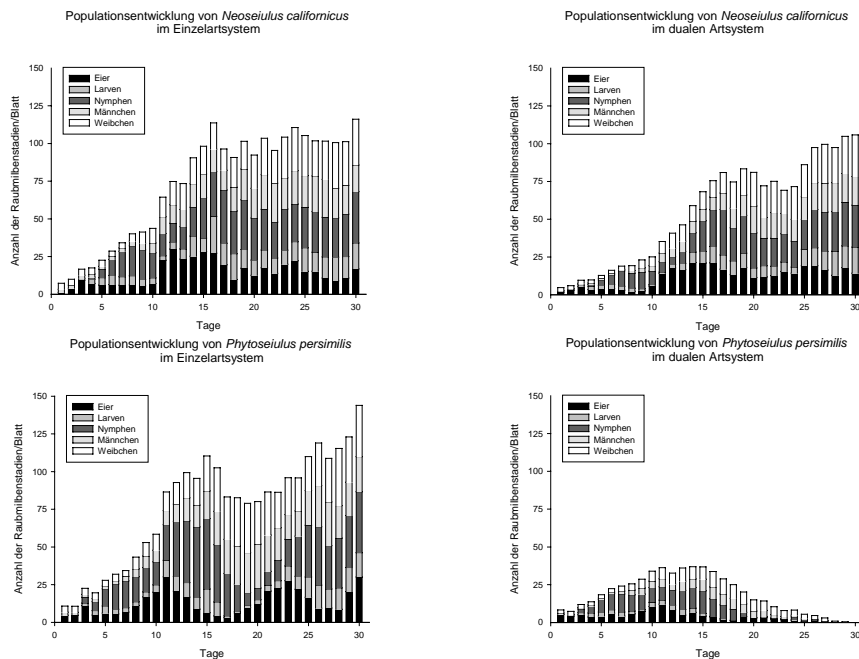 Populationsentwicklung von Neoseiulus californicus
im Einzelartsystem
Anzahl der Raubmilbenstadien/Blatt
150
125
100
75
50
25
0
Eier
Larven
Nymphen
Männchen
Weibchen
0 5 10 15 20 25 30
Tage
Populationsentwicklung von Neoseiulus californicus
im dualen Artsystem
Anzahl der Raubmilbenstadien/Blatt
150
125
100
75
50
25
0
Eier
Larven
Nymphen
Männchen
Weibchen
0 5 10 15 20 25 30
Tage
Populationsentwicklung von Phytoseiulus persimilis
im Einzelartsystem
Anzahl der Raubmilbenstadien/Blatt
150
125
100
75
50
25
0
Eier
Larven
Nymphen
Männchen
Weibchen
0 5 10 15 20 25 30
Tage
Populationsentwicklung von Phytoseiulus persimilis
im dualen Artsystem
Anzahl der Raubmilbenstadien/Blatt
150
125
100
75
50
25
0
Eier
Larven
Nymphen
Männchen
Weibchen
0 5 10 15 20 25 30
Tage